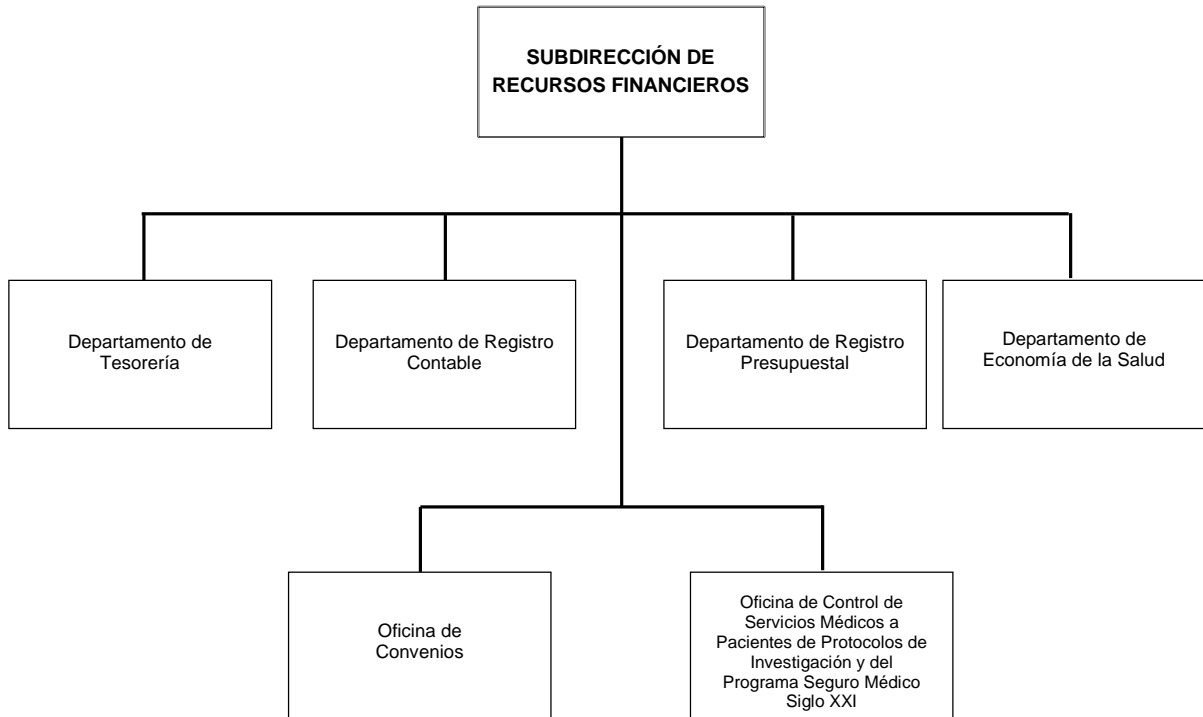 SUBDIRECCIÓN DE
RECURSOS FINANCIEROS
Departamento de
Tesorería
Departamento de Registro
Contable
Departamento de Registro
Presupuestal
Departamento de
Economía de la Salud
Oficina de
Convenios
Oficina de Control de
Servicios Médicos a
Pacientes de Protocolos de
Investigación y del
Programa Seguro Médico
Siglo XXI